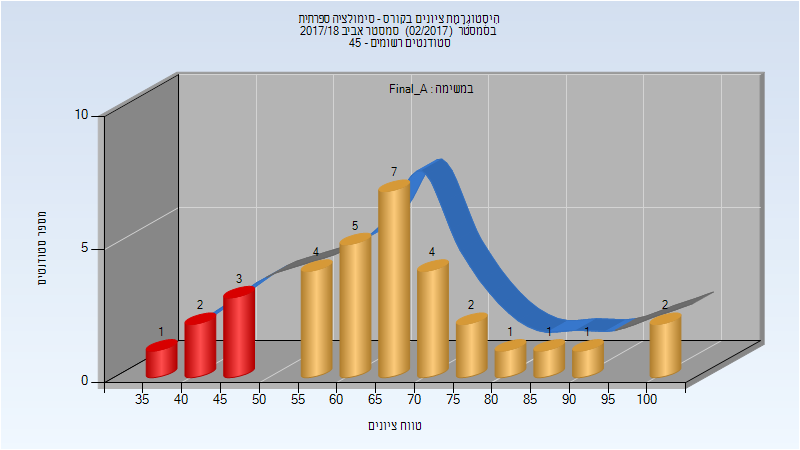 היסטוגרמת ציונים בקורס - סימולציה ספרתית
בסמסטר (02/2017) סמסטר אביב 2017/18
סטודנטים רשומים - 45
במשימה : Final_A
10
5
0
מספר סטודנטים
1
2
3
4
5
7
4
2
1
1
1
2
35 40 45 50 55 60 65 70 75 80 85 90 95 100
טווח ציונים